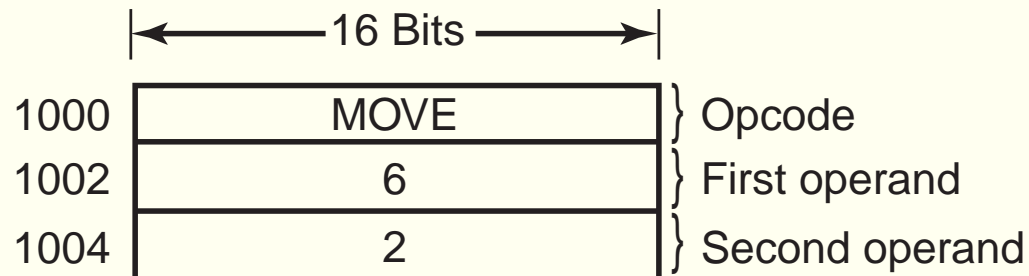 16 Bits
1000 MOVE } Opcode
1002 6 } First operand
1004 2 } Second operand